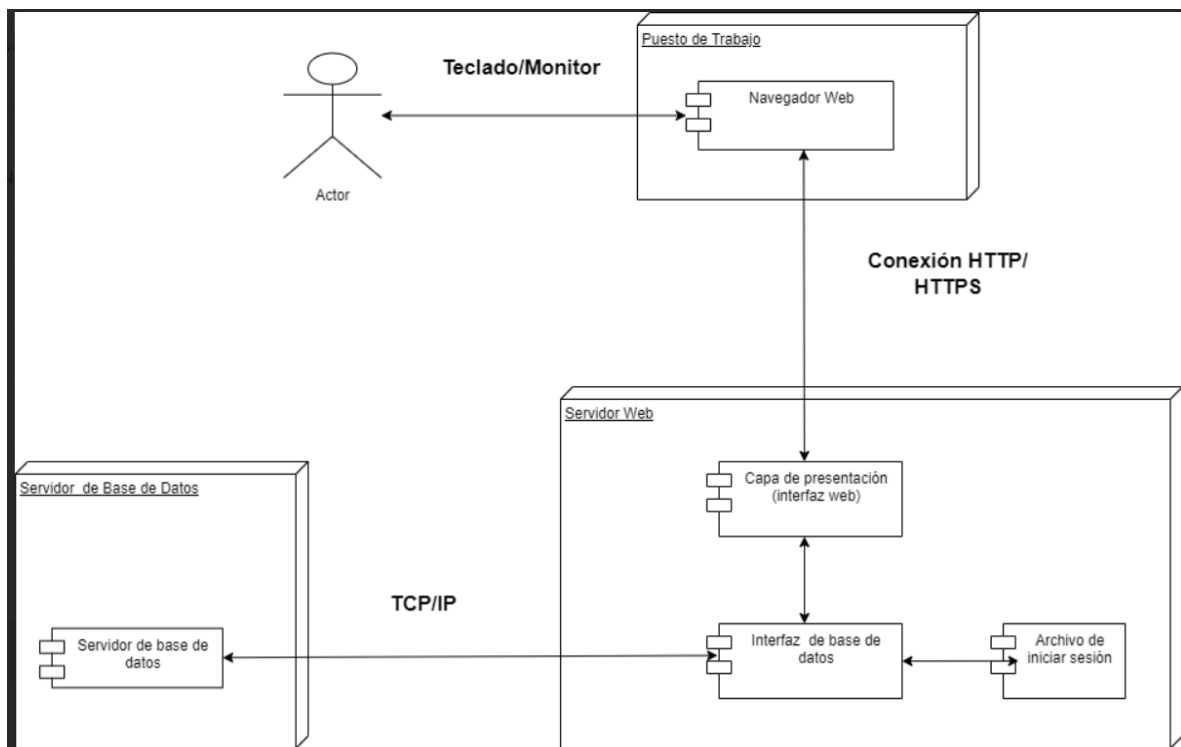 Puesto de Trabajo
Teclado/Monitor
Navegador Web
Actor
Conexión HTTP/
HTTPS
Servidor Web
Capa de presentación
(interfaz web)
Servidor de Base de Datos
TCP/IP
Servidor de base de
datos
Interfaz de base de
datos
Archivo de
iniciar sesión